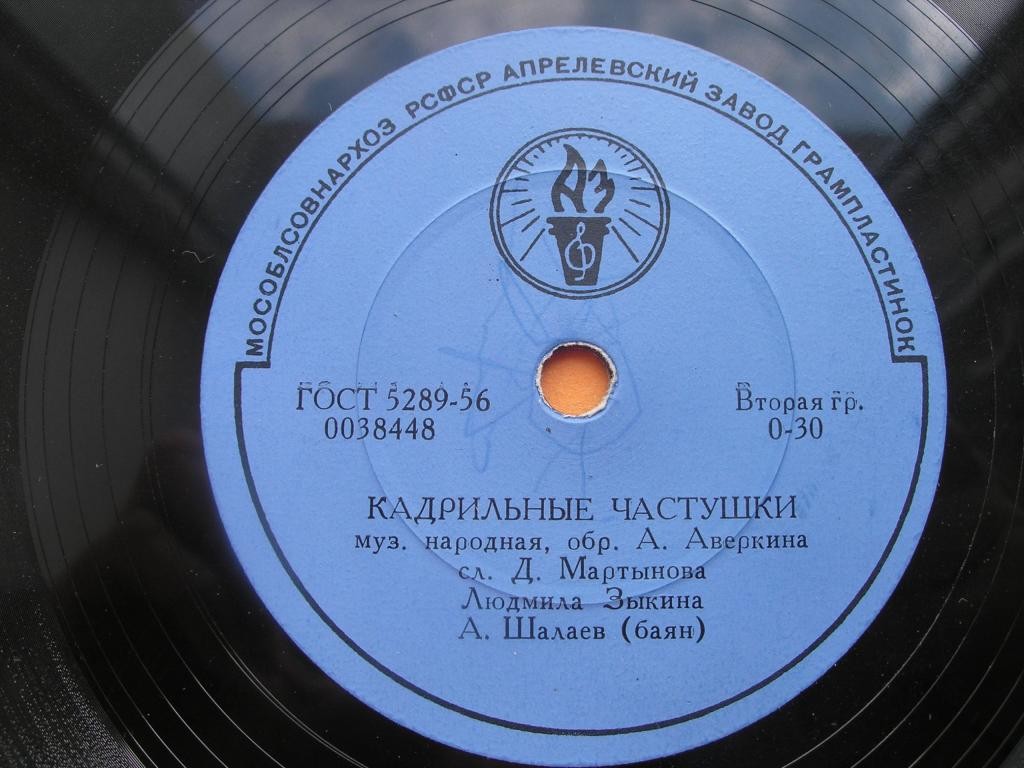 МОСОБЛСОВНАРХОЗ РСФСР АПРЕЛЕВСКИЙ ЗАВОД ГРАМПЛАСТИНОК
АЗ
ГОСТ 5289-56
0038448
Вторая гр.
0-30
КАДРИЛЬНЫЕ ЧАСТУШКИ
муз. народная, обр. А. Аверкина
сл. Д. Мартынова
Людмила Зыкина
А. Шалаев (баян)